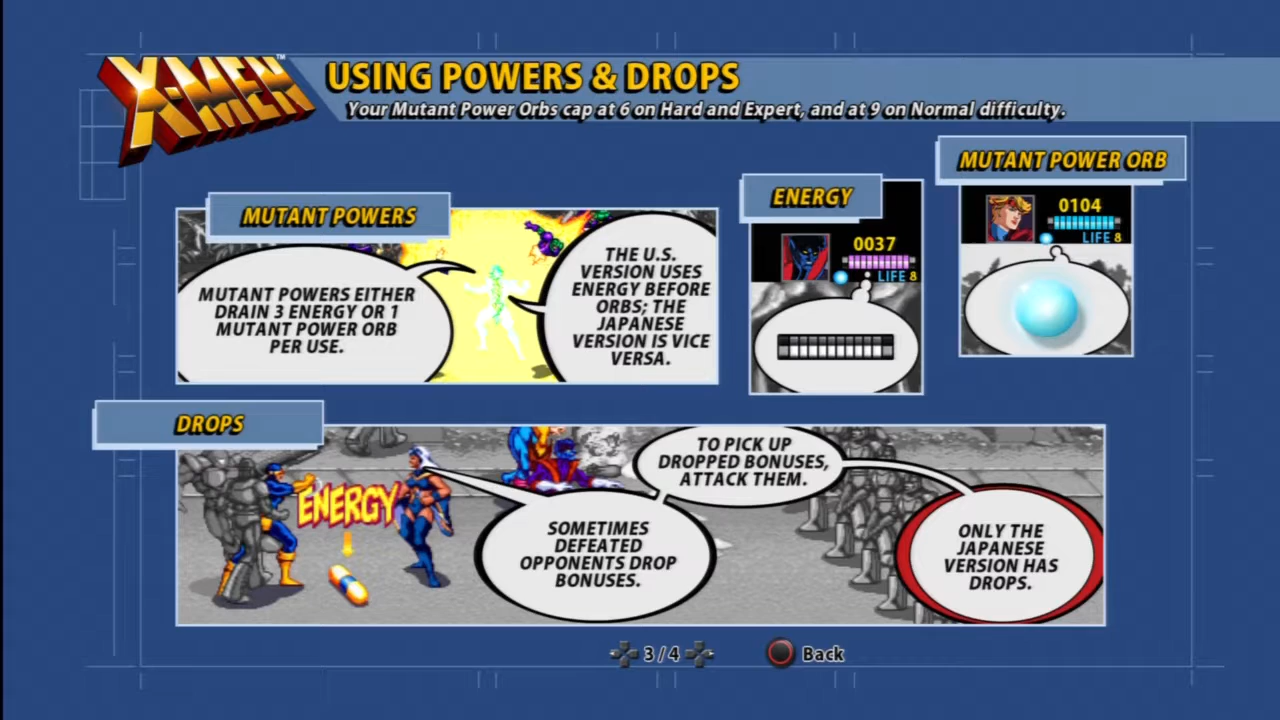 X-MEN™
USING POWERS & DROPS
Your Mutant Power Orbs cap at 6 on Hard and Expert, and at 9 on Normal difficulty.
MUTANT POWERS
MUTANT POWERS EITHER
DRAIN 3 ENERGY OR 1
MUTANT POWER ORB
PER USE.
THE U.S.
VERSION USES
ENERGY BEFORE
ORBS; THE
JAPANESE
VERSION IS VICE
VERSA.
ENERGY
0037
LIFE 8
MUTANT POWER ORB
0104
LIFE 8
DROPS
ENERGY
SOMETIMES
DEFEATED
OPPONENTS DROP
BONUSES.
TO PICK UP
DROPPED BONUSES,
ATTACK THEM.
ONLY THE
JAPANESE
VERSION HAS
DROPS.
3 / 4
Back